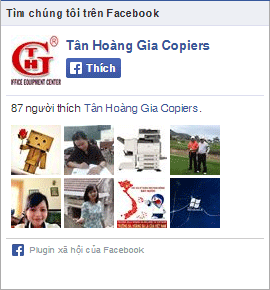 Tìm chúng tôi trên Facebook
TH
G
OFFICE EQUIPMENT CENTER
Tân Hoàng Gia Copiers
Thích
87 người thích Tân Hoàng Gia Copiers.
Plugin xã hội của Facebook